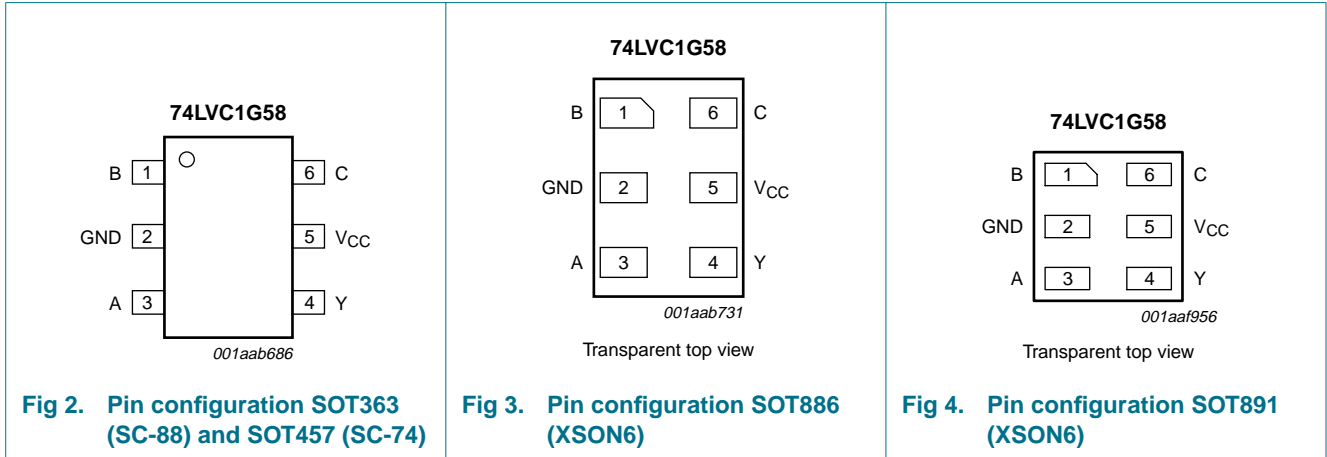 74LVC1G58
B 1 6 C
GND 2 5 VCC
A 3 4 Y
001aab686
Fig 2. Pin configuration SOT363
(SC-88) and SOT457 (SC-74)
74LVC1G58
B 1 6 C
GND 2 5 VCC
A 3 4 Y
001aab731
Transparent top view
Fig 3. Pin configuration SOT886
(XSON6)
74LVC1G58
B 1 6 C
GND 2 5 VCC
A 3 4 Y
001aaf956
Transparent top view
Fig 4. Pin configuration SOT891
(XSON6)